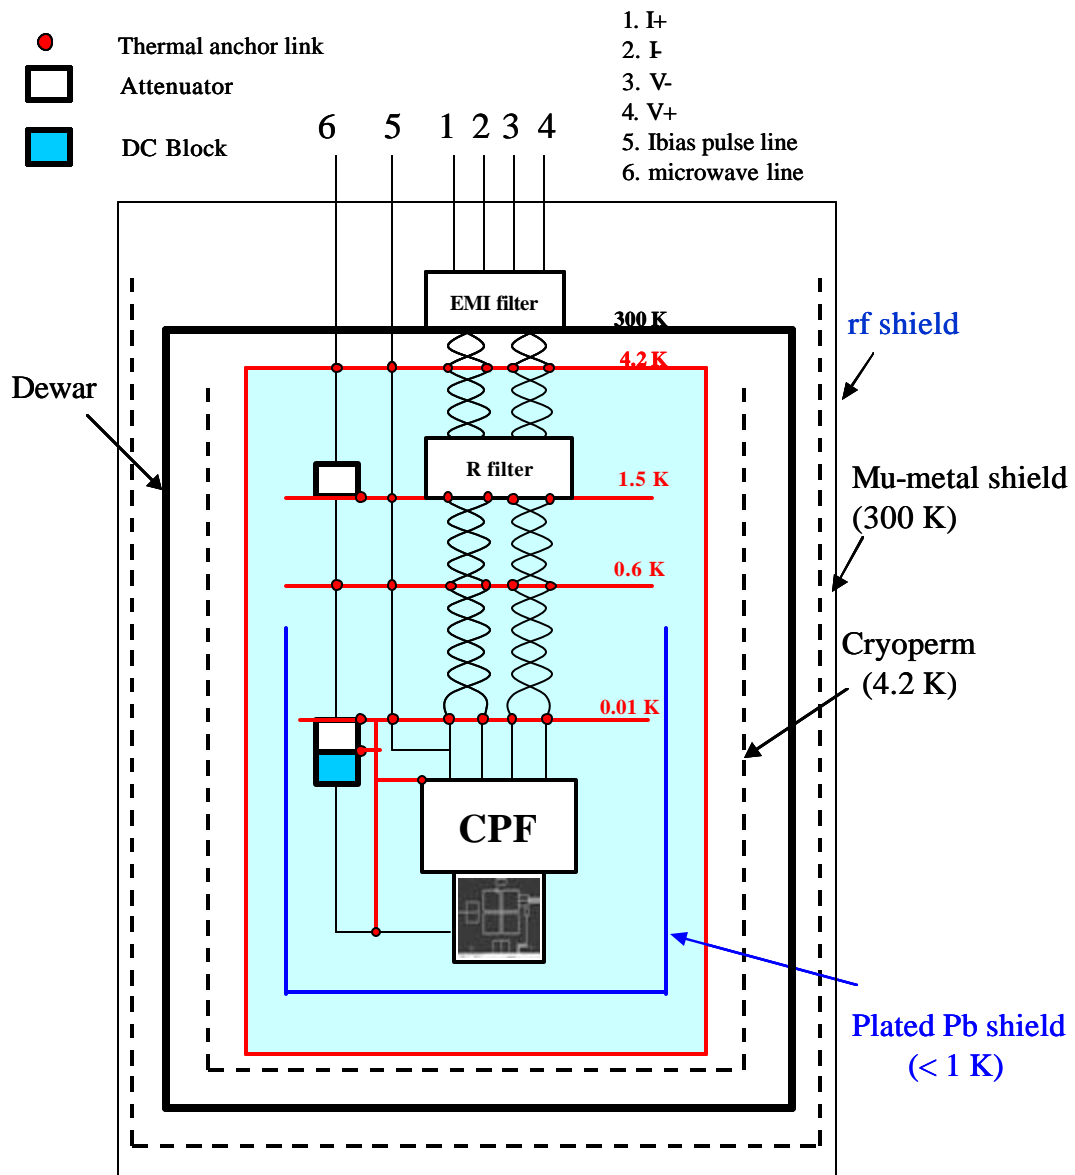 Thermal anchor link
Attenuator
DC Block
1. I+
2. I-
3. V-
4. V+
5. Ibias pulse line
6. microwave line
6 5 1 2 3 4
EMI filter
300 K
4.2 K
rf shield
Dewar
R filter
1.5 K
Mu-metal shield
(300 K)
0.6 K
Cryoperm
(4.2 K)
0.01 K
CPF
Plated Pb shield
(< 1 K)